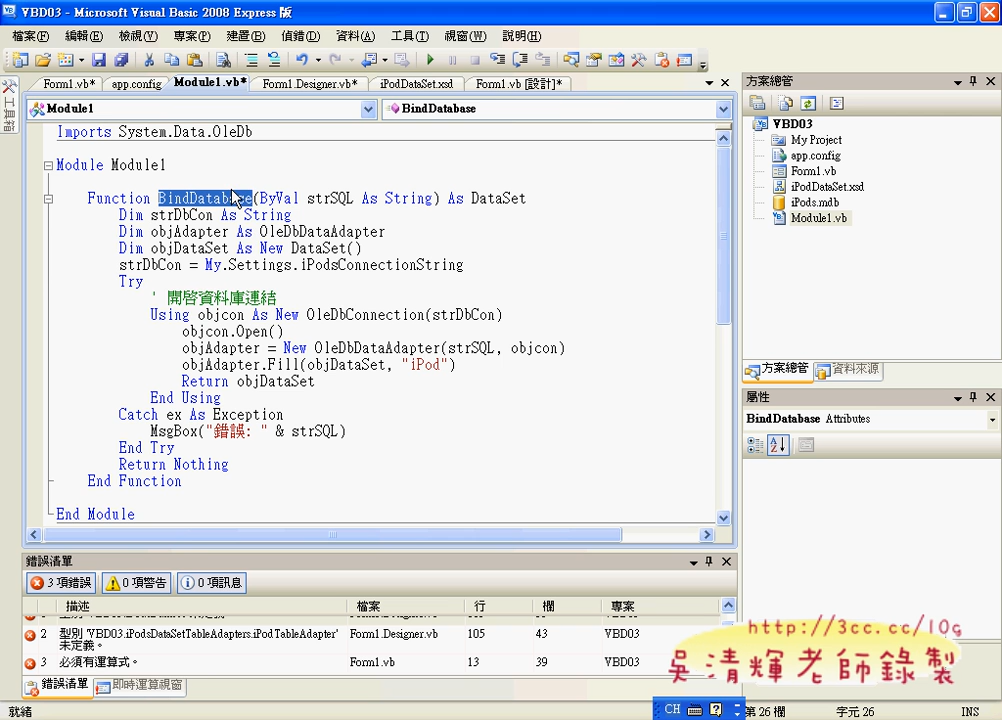 VBD03 - Microsoft Visual Basic 2008 Express 版
檔案(F) 編輯(E) 檢視(V) 專案(P) 建置(B) 偵錯(D) 資料(A) 工具(T) 視窗(W) 說明(H)
工具箱
Form1.vb* app.config Module1.vb* Form1.Designer.vb* iPodDataSet.xsd Form1.vb [設計]*
Module1 BindDatabase
Imports System.Data.OleDb
Module Module1
Function BindDatabase(ByVal strSQL As String) As DataSet
Dim strDbCon As String
Dim objAdapter As OleDbDataAdapter
Dim objDataSet As New DataSet()
strDbCon = My.Settings.iPodsConnectionString
Try
' 開啓資料庫連結
Using objcon As New OleDbConnection(strDbCon)
objcon.Open()
objAdapter = New OleDbDataAdapter(strSQL, objcon)
objAdapter.Fill(objDataSet, "iPod")
Return objDataSet
End Using
Catch ex As Exception
MsgBox("錯誤: " & strSQL)
End Try
Return Nothing
End Function
End Module
方案總管
VBD03
My Project
app.config
Form1.vb
iPodDataSet.xsd
iPods.mdb
Module1.vb
方案總管 資料來源
屬性
BindDatabase Attributes
錯誤清單
3 項錯誤 0 項警告 0 項訊息
描述 檔案 行 欄 專案
2 型別 'VBD03.iPodsDataSetTableAdapters.iPodTableAdapter' 未定義。 Form1.Designer.vb 105 43 VBD03
3 必須有運算式。 Form1.vb 13 39 VBD03
錯誤清單 即時運算視窗
http://3cc.cc/10g
吳清輝老師錄製
就緒 CH 第 26 欄 字元 26 INS